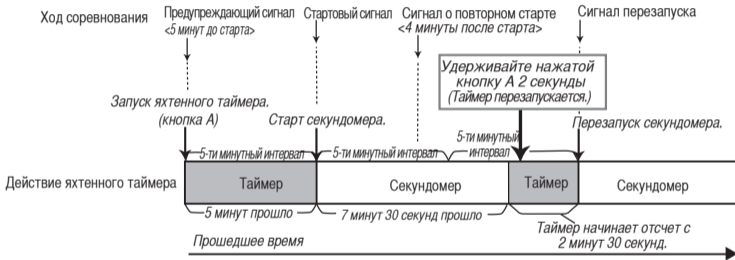 Ход соревнования
Предупреждающий сигнал
<5 минут до старта>
Стартовый сигнал
Сигнал о повторном старте
<4 минуты после старта>
Сигнал перезапуска
Удерживайте нажатой
кнопку А 2 секунды
(Таймер перезапускается.)
Запуск яхтенного таймера.
(кнопка А)
Старт секундомера.
Перезапуск секундомера.
5-ти минутный интервал
5-ти минутный интервал
5-ти минутный
интервал
Действие яхтенного таймера
Таймер
Секундомер
Таймер
Секундомер
5 минут прошло
7 минут 30 секунд прошло
Таймер начинает отсчет с
2 минут 30 секунд.
Прошедшее время